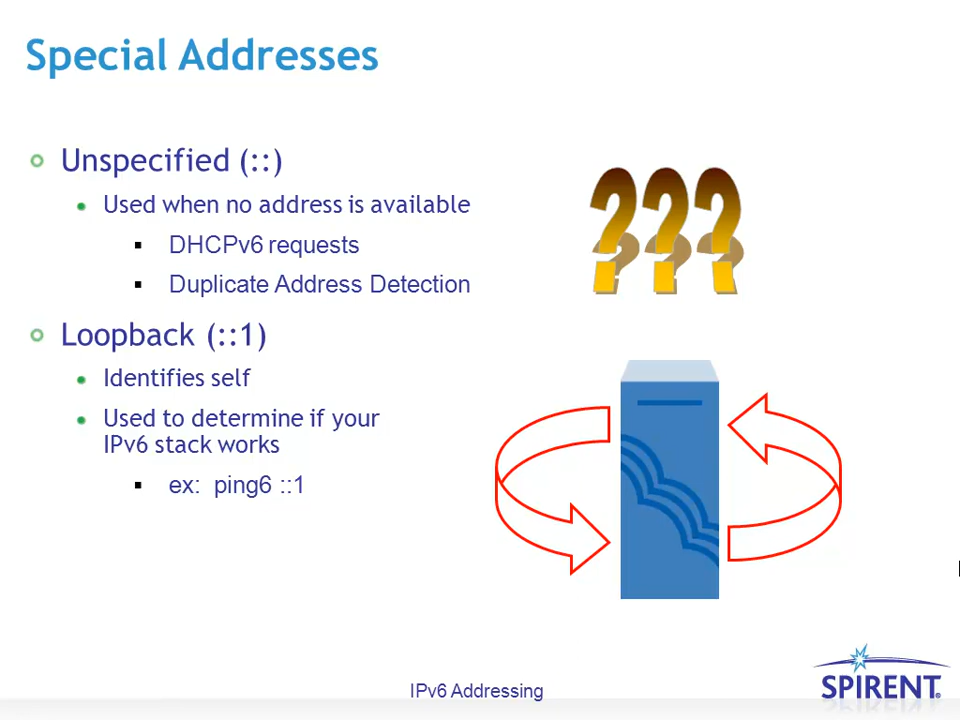 Special Addresses
Unspecified (::)
Used when no address is available
DHCPv6 requests
Duplicate Address Detection
???
Loopback (::1)
Identifies self
Used to determine if your
IPv6 stack works
ex: ping6 ::1
IPv6 Addressing
SPIRENT®